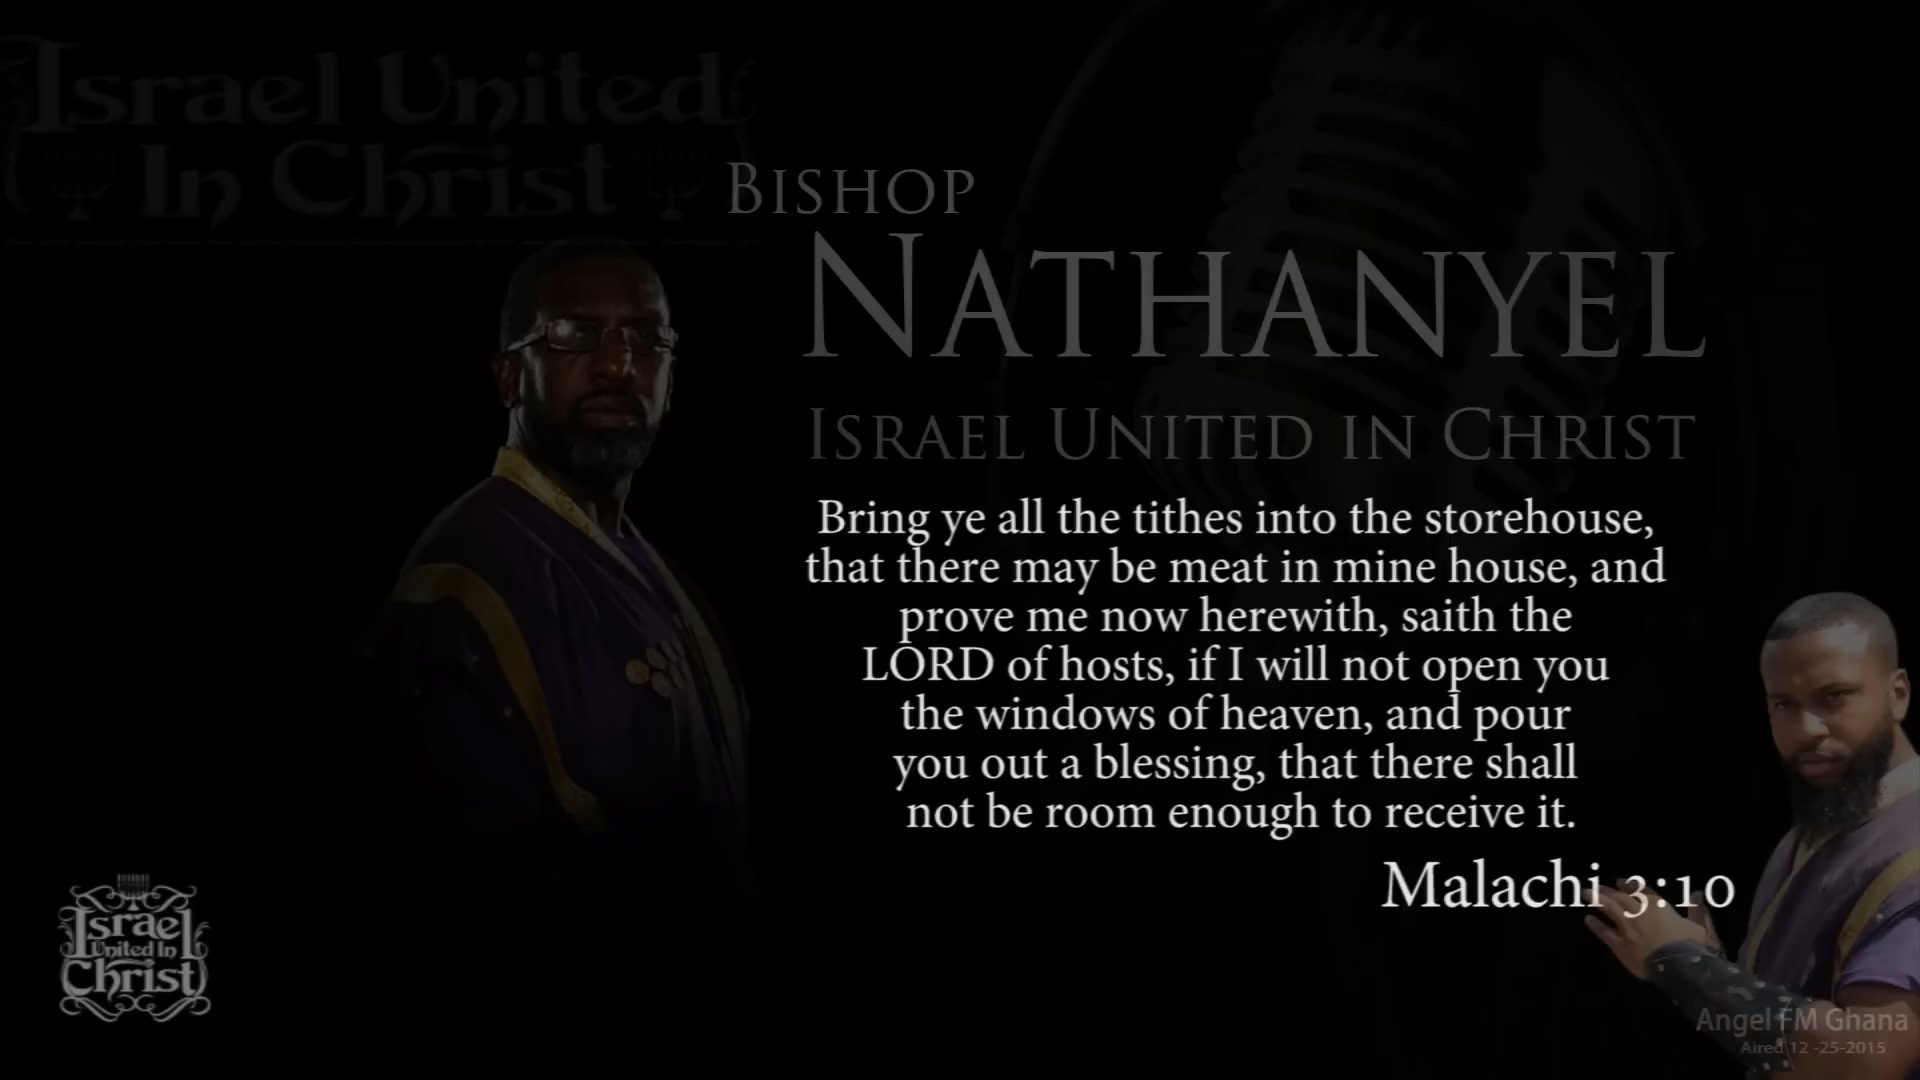 Israel United
In Christ
BISHOP
NATHANYEL
ISRAEL UNITED IN CHRIST
Bring ye all the tithes into the storehouse,
that there may be meat in mine house, and
prove me now herewith, saith the
LORD of hosts, if I will not open you
the windows of heaven, and pour
you out a blessing, that there shall
not be room enough to receive it.
Malachi 3:10
Israel
United In
Christ
Angel FM Ghana
Aired 12 -25-2015